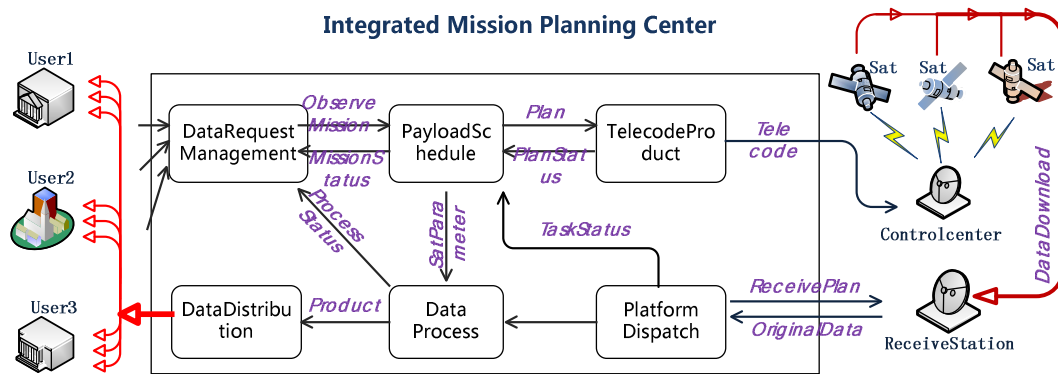 Integrated Mission Planning Center
User1
User2
User3
Sat
Sat
Sat
DataRequest
Management
Observe
Mission
MissionS
tatus
PayloadSc
hedule
Plan
PlanStat
us
TelecodePro
duct
Tele
code
Controlcenter
DataDownload
Process
Status
SatPara
meter
TaskStatus
DataDistribu
tion
Product
Data
Process
Platform
Dispatch
ReceivePlan
OriginalData
ReceiveStation